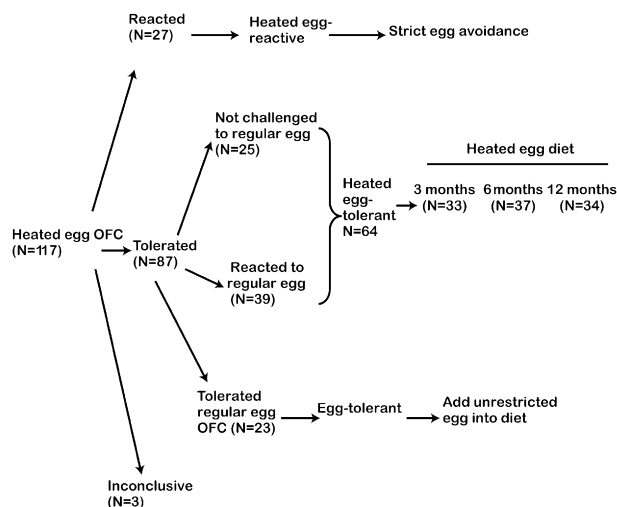 Reacted
(N=27)
Heated egg-
reactive
Strict egg avoidance
Not challenged
to regular egg
(N=25)
Heated egg diet
Heated
egg-
tolerant
N=64
3 months
(N=33)
6 months
(N=37)
12 months
(N=34)
Heated egg OFC
(N=117)
Tolerated
(N=87)
Reacted to
regular egg
(N=39)
Tolerated
regular egg
OFC (N=23)
Egg-tolerant
Add unrestricted
egg into diet
Inconclusive
(N=3)